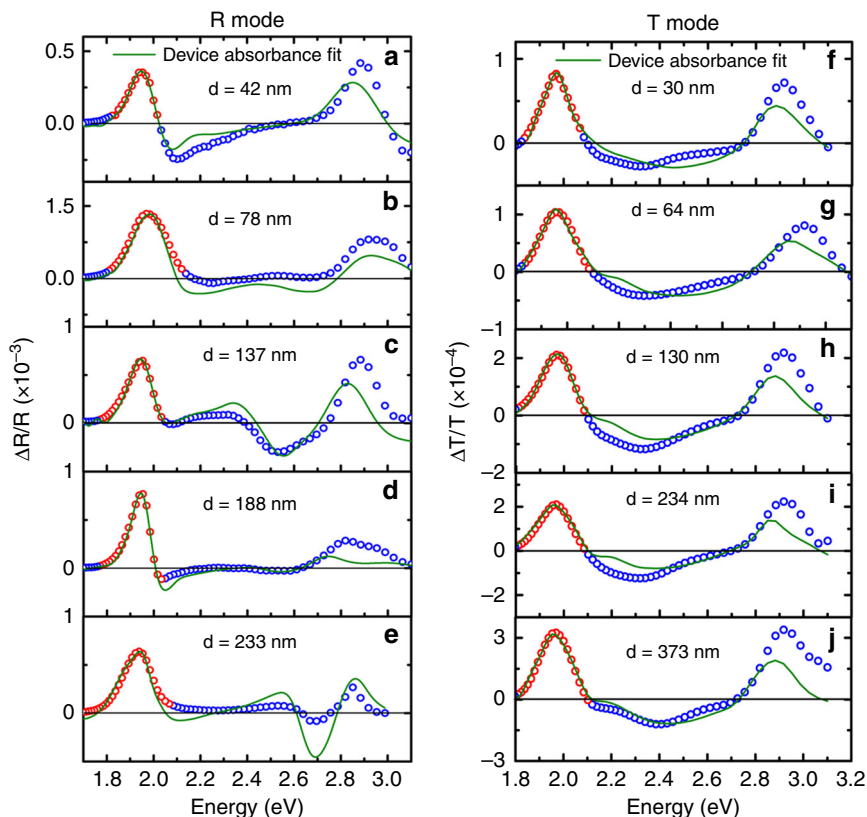 R mode
Device absorbance fit
a
d = 42 nm
0.5
0.0
−0.5
b
d = 78 nm
1.5
0.0
1
c
d = 137 nm
0
1
d
d = 188 nm
0
1
e
d = 233 nm
0
ΔR/R (×10⁻³)
1.8 2.0 2.2 2.4 2.6 2.8 3.0
Energy (eV)
T mode
Device absorbance fit
f
d = 30 nm
1
0
g
d = 64 nm
1
0
−1
h
d = 130 nm
2
0
−2
i
d = 234 nm
2
0
−2
j
d = 373 nm
3
0
−3
ΔT/T (×10⁻⁴)
1.8 2.0 2.2 2.4 2.6 2.8 3.0 3.2
Energy (eV)